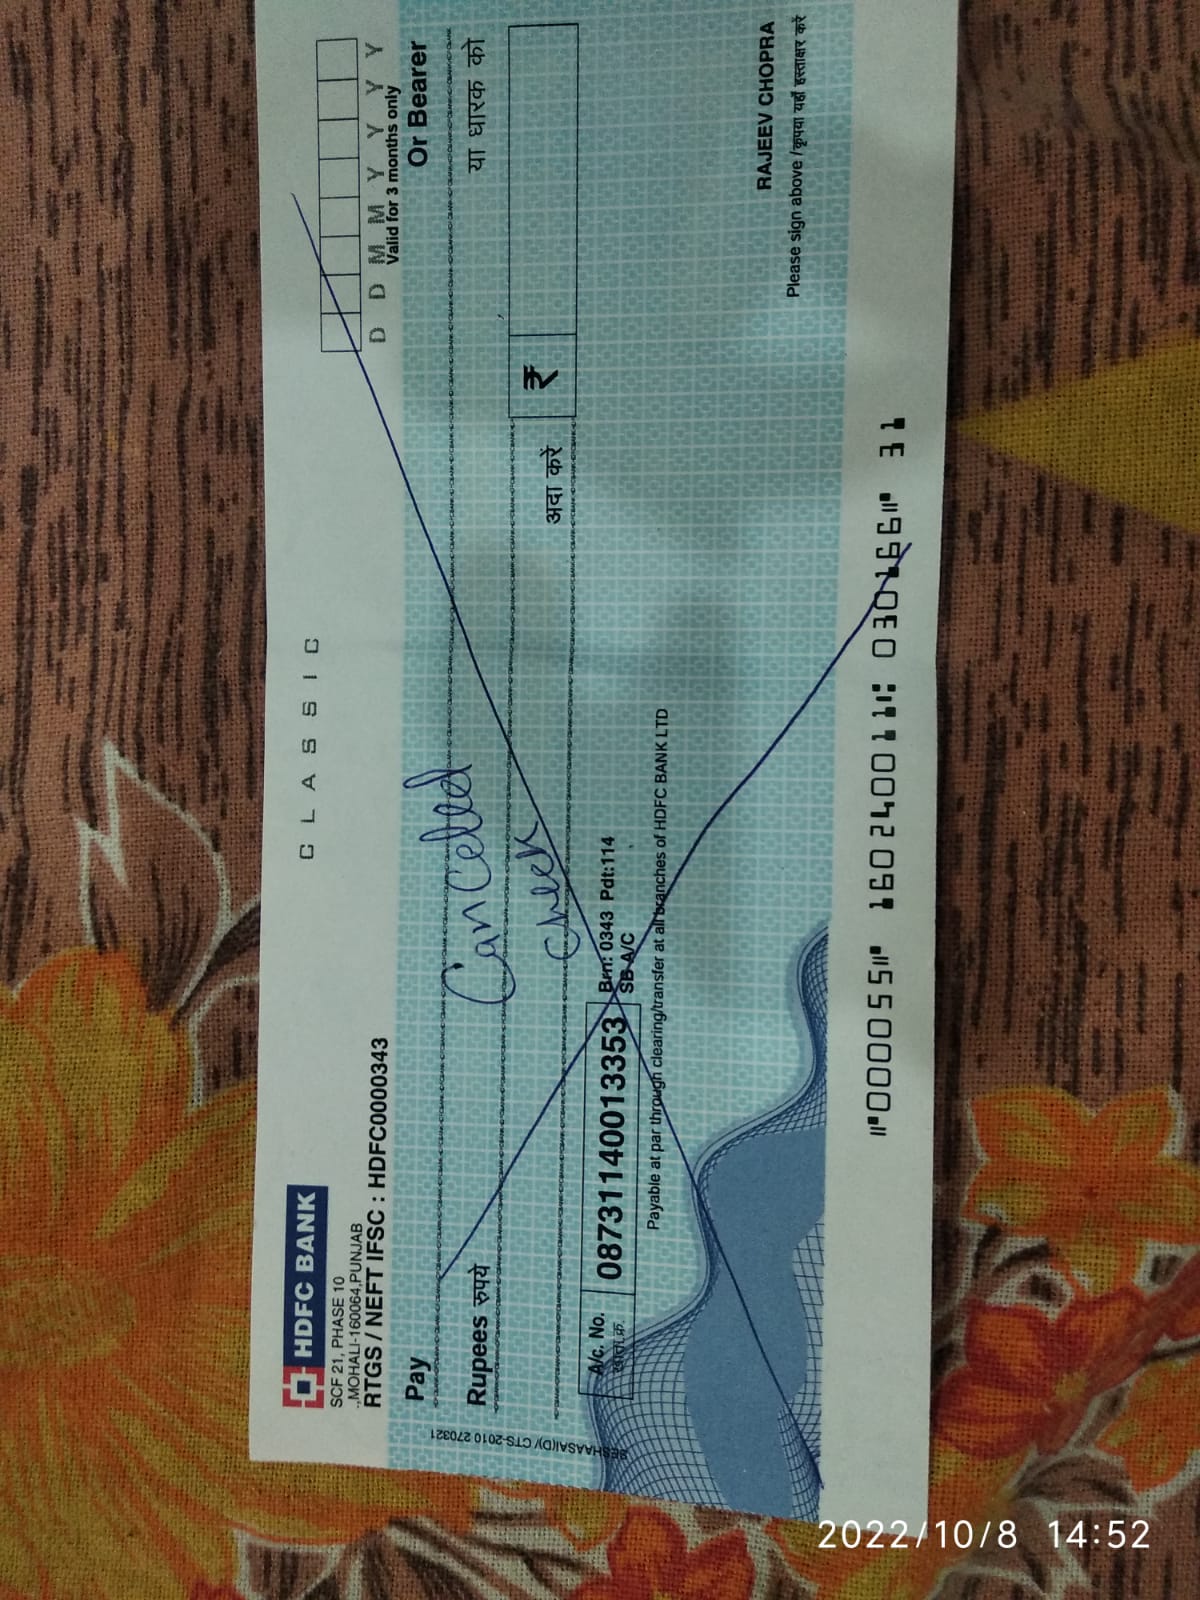 HDFC BANK
CLASSIC
SCF 21, PHASE 10
.,MOHALI-160064,PUNJAB
RTGS / NEFT IFSC : HDFC0000343
D D M M Y Y Y Y
Valid for 3 months only
Pay
Or Bearer
या धारक को
Cancelled
Rupees रुपये
Check
अदा करें
₹
A/c. No.
खाता क्र.
08731140013353
Brn: 0343 Pdt:114
SB A/C
Payable at par through clearing/transfer at all branches of HDFC BANK LTD
RAJEEV CHOPRA
Please sign above / कृपया यहाँ हस्ताक्षर करें
⑈000055⑈ 160240011⑆ 030166⑈ 31
SESHAASAI(D)/ CTS-2010 270321
2022/10/8 14:52